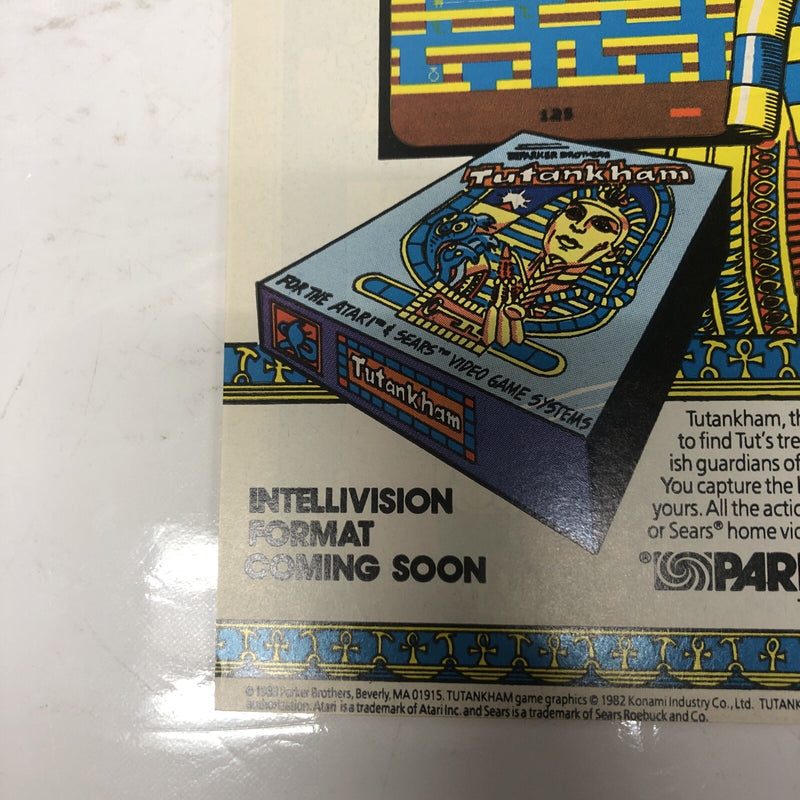 125
PARKER BROTHERS
Tutankham
FOR THE ATARI™ & SEARS™ VIDEO GAME SYSTEMS
Tutankham
Tutankham, th
to find Tut's tre
ish guardians of
You capture the
yours. All the actio
or Sears® home vid
INTELLIVISION
FORMAT
COMING SOON
® PAR
© 1983 Parker Brothers, Beverly, MA 01915. TUTANKHAM game graphics © 1982 Konami Industry Co., Ltd. TUTANK
authorization. Atari is a trademark of Atari Inc. and Sears is a trademark of Sears Roebuck and Co.